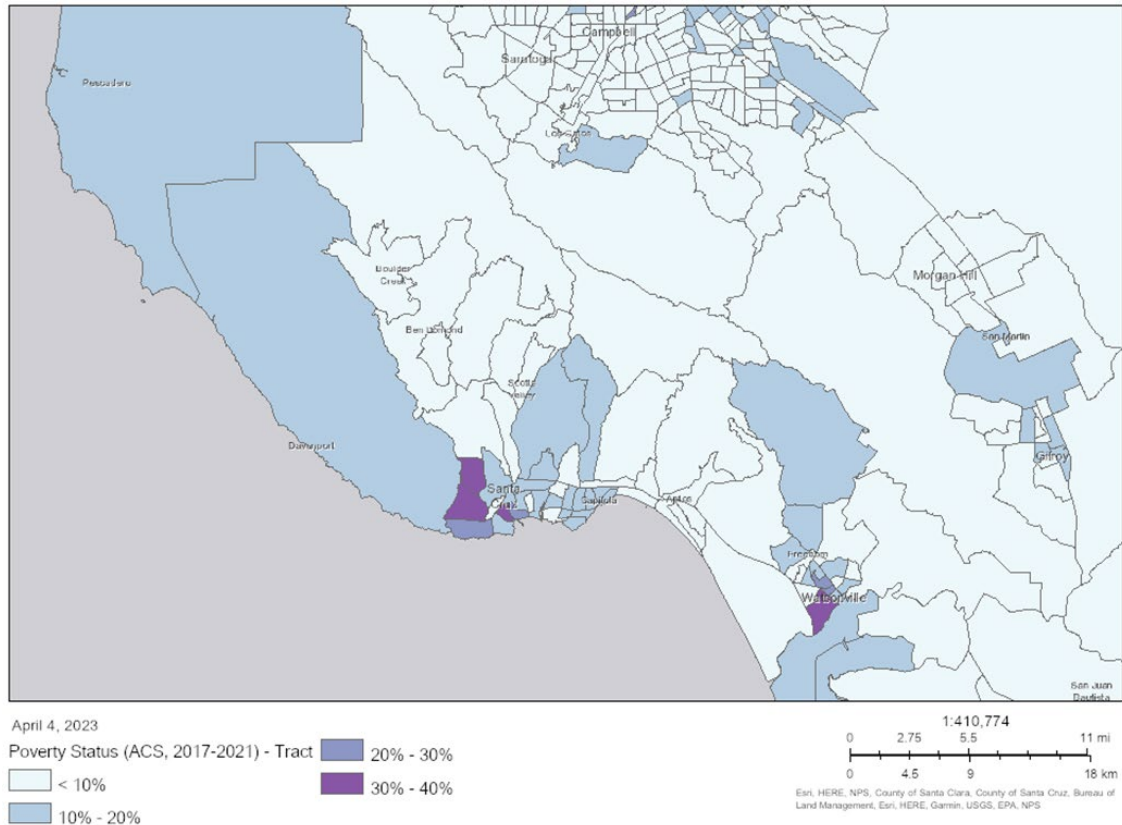 Campbell
Saratoga
Pescadero
Los Gatos
Boulder
Creek
Morgan Hill
Ben Lomond
San Martin
Scotts
Valley
Davenport
Gilroy
Santa
Cruz
Capitola
Aptos
Freedom
Watsonville
San Juan
Bautista
April 4, 2023
1:410,774
Poverty Status (ACS, 2017-2021) - Tract
< 10%
10% - 20%
20% - 30%
30% - 40%
0 2.75 5.5 11 mi
0 4.5 9 18 km
Esri, HERE, NPS, County of Santa Clara, County of Santa Cruz, Bureau of
Land Management, Esri, HERE, Garmin, USGS, EPA, NPS